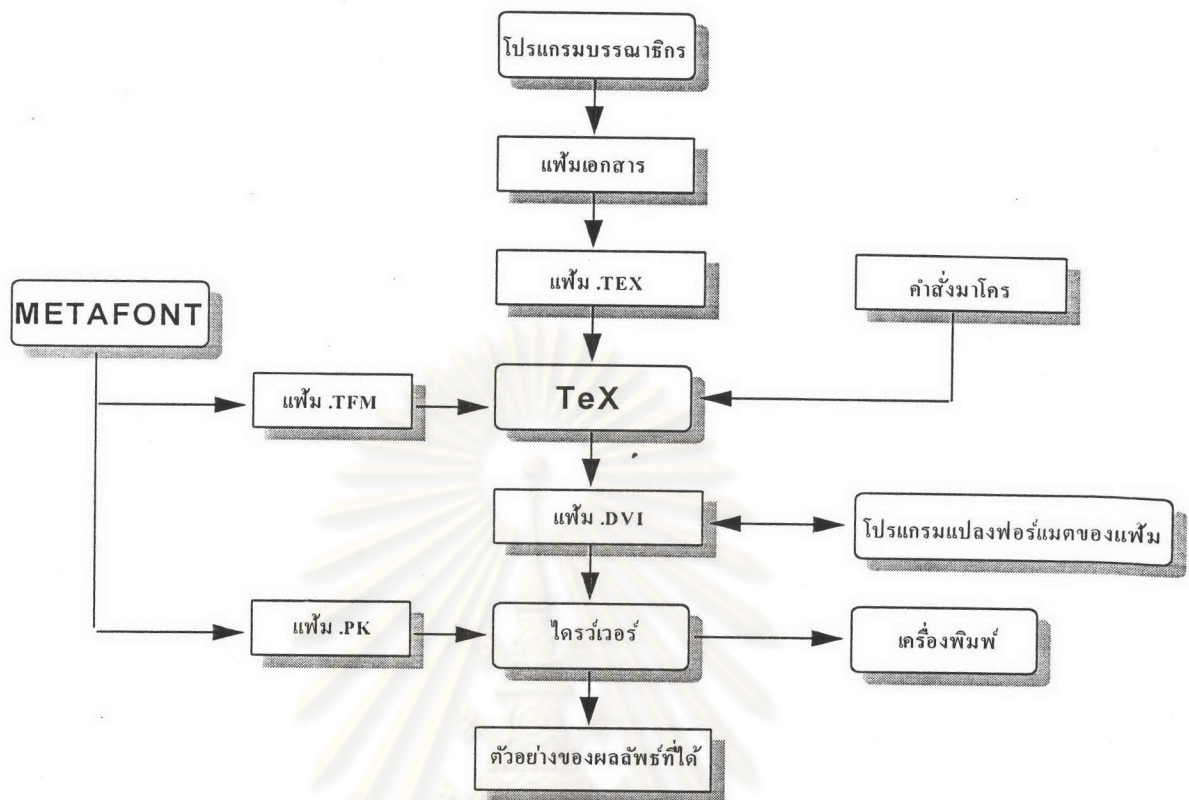 โปรแกรมบรรณาธิกร
แฟ้มเอกสาร
แฟ้ม .TEX
คำสั่งมาโคร
METAFONT
แฟ้ม .TFM
TeX
แฟ้ม .DVI
โปรแกรมแปลงฟอร์แมตของแฟ้ม
แฟ้ม .PK
ไดรว์เวอร์
เครื่องพิมพ์
ตัวอย่างของผลลัพธ์ที่ได้